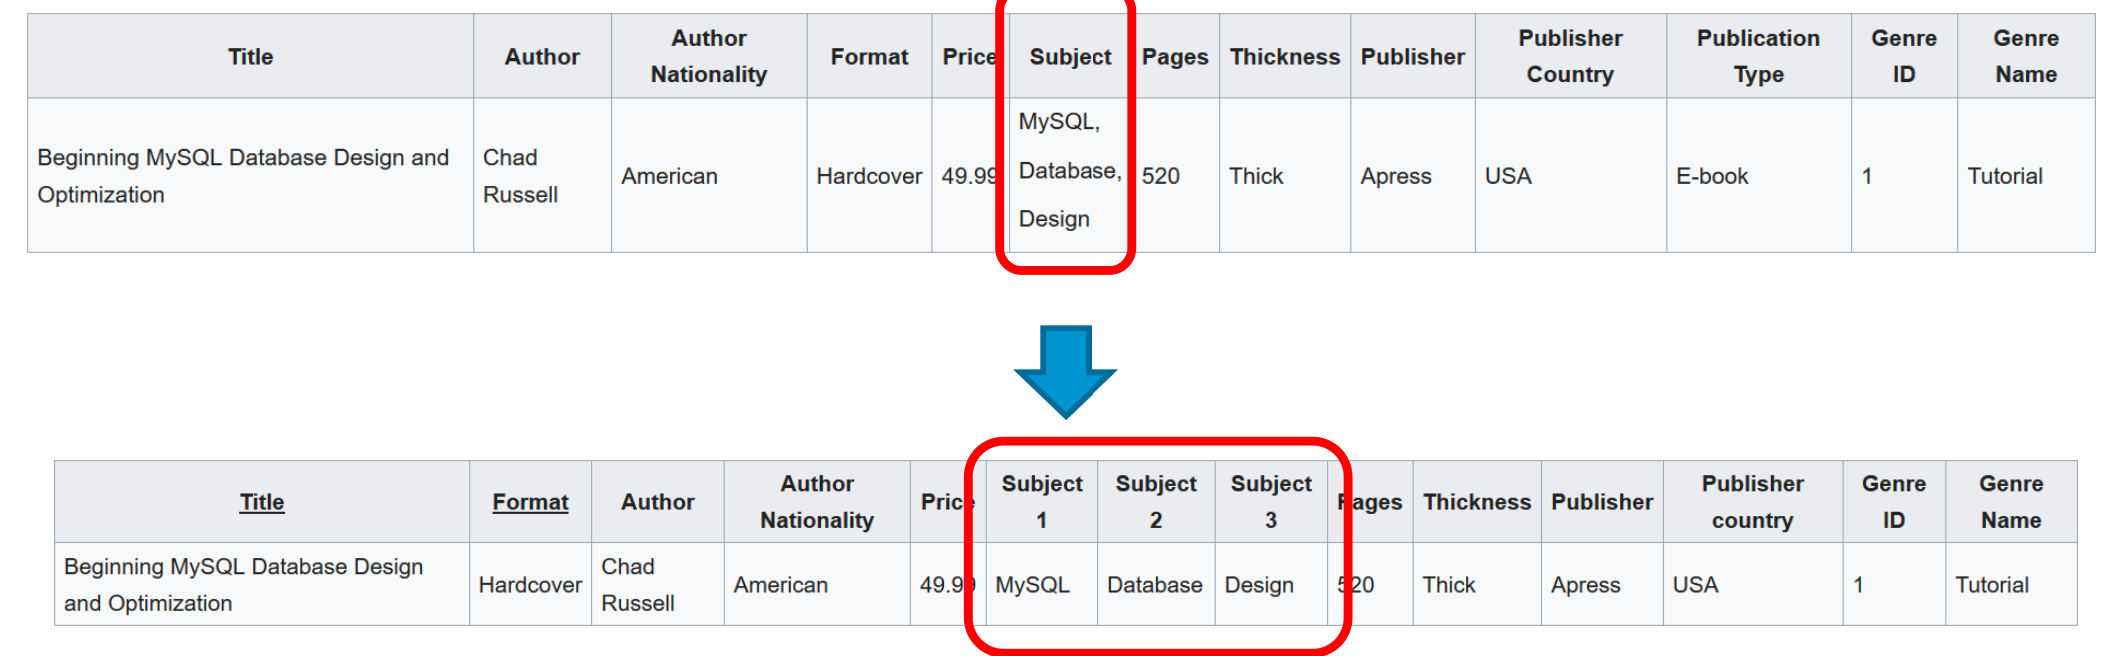 Title Author Author Nationality Format Price Subject Pages Thickness Publisher Publisher Country Publication Type Genre ID Genre Name
Beginning MySQL Database Design and Optimization Chad Russell American Hardcover 49.99 MySQL, Database, Design 520 Thick Apress USA E-book 1 Tutorial
Title Format Author Author Nationality Price Subject 1 Subject 2 Subject 3 Pages Thickness Publisher Publisher country Genre ID Genre Name
Beginning MySQL Database Design and Optimization Hardcover Chad Russell American 49.99 MySQL Database Design 520 Thick Apress USA 1 Tutorial